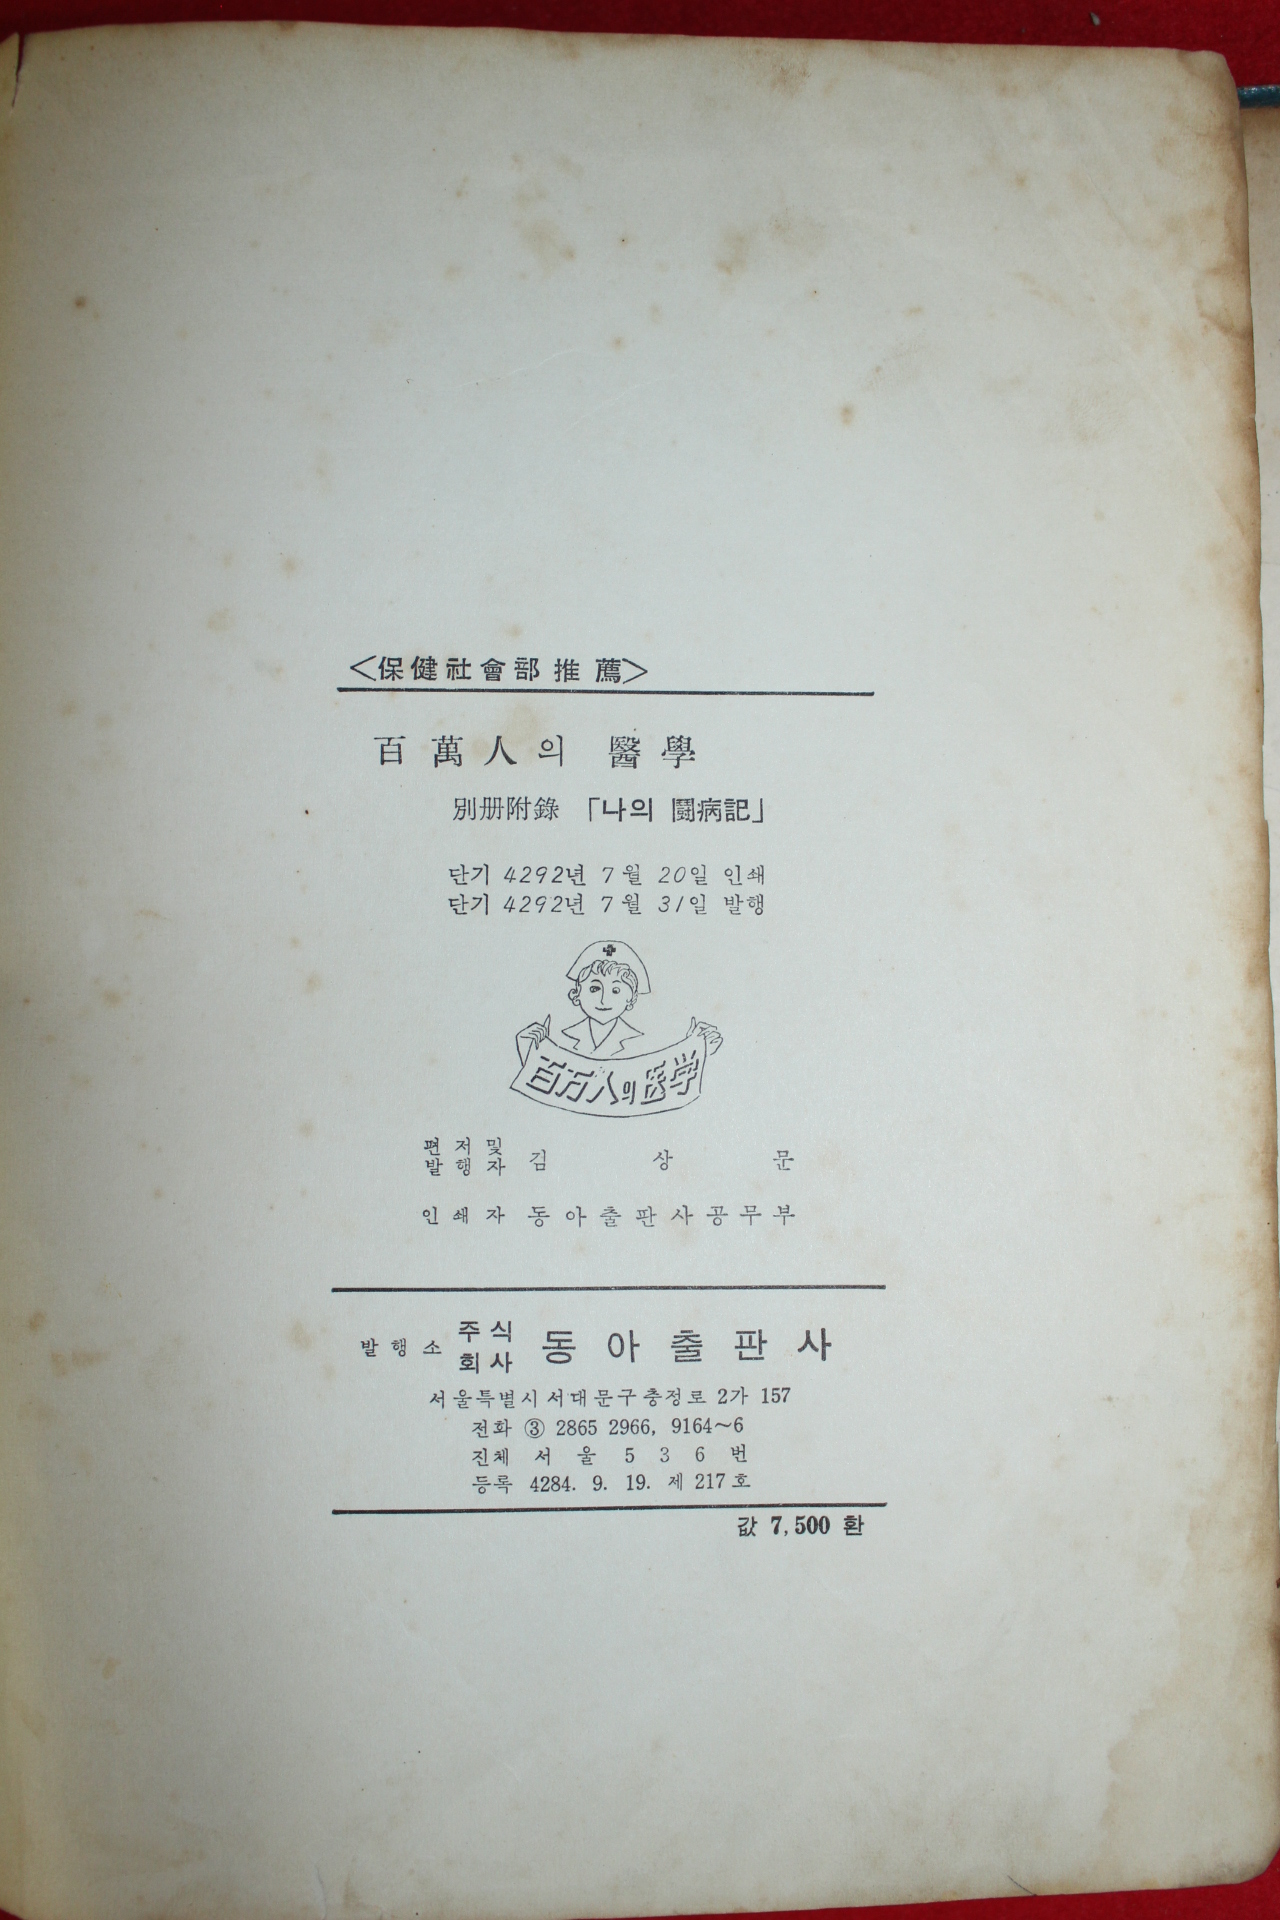 <保健社會部推薦>
百萬人의 醫學
別册附錄 「나의 鬪病記」
단기 4292년 7월 20일 인쇄
단기 4292년 7월 31일 발행
百万人의 医学
편저및
발행자 김상문
인쇄자 동아출판사공무부
발행소 주식회사 동아출판사
서울특별시 서대문구 충정로 2가 157
전화 ③ 2865 2966, 9164~6
진체 서울 536번
등록 4284. 9. 19. 제 217호
값 7,500 환